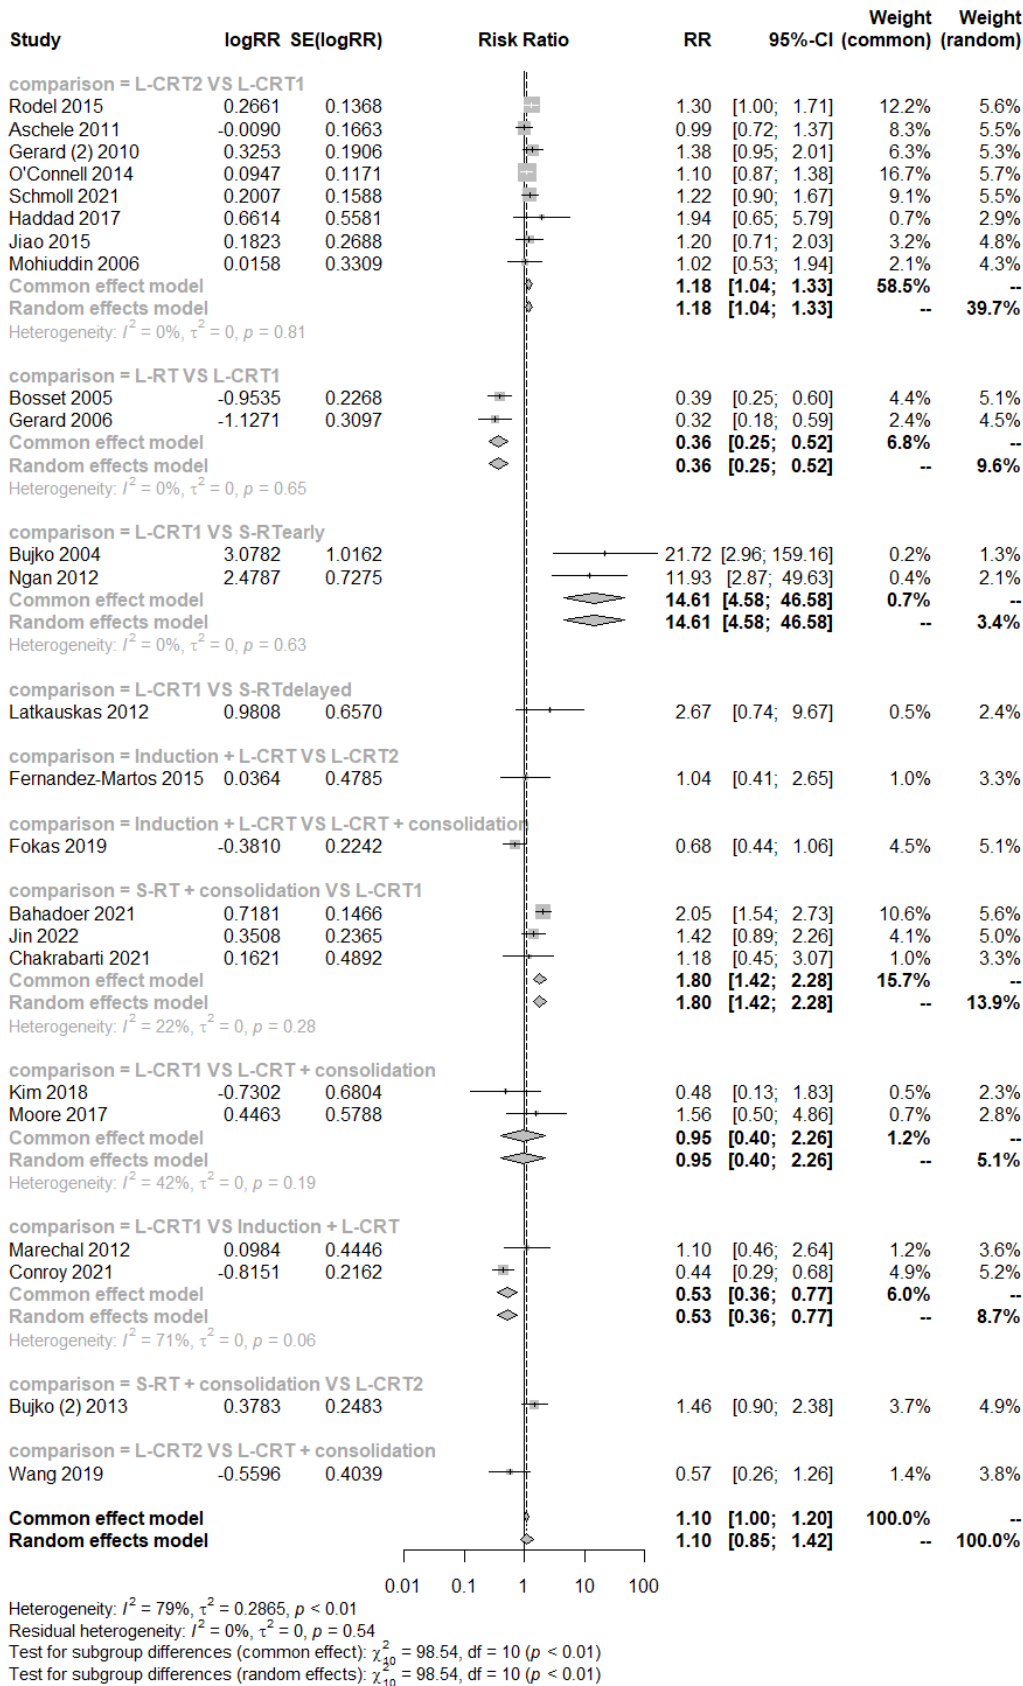 Weight Weight
Study logRR SE(logRR) Risk Ratio RR 95%-CI (common) (random)
comparison = L-CRT2 VS L-CRT1
Rodel 2015 0.2661 0.1368 1.30 [1.00; 1.71] 12.2% 5.6%
Aschele 2011 -0.0090 0.1663 0.99 [0.72; 1.37] 8.3% 5.5%
Gerard (2) 2010 0.3253 0.1906 1.38 [0.95; 2.01] 6.3% 5.3%
O'Connell 2014 0.0947 0.1171 1.10 [0.87; 1.38] 16.7% 5.7%
Schmoll 2021 0.2007 0.1588 1.22 [0.90; 1.67] 9.1% 5.5%
Haddad 2017 0.6614 0.5581 1.94 [0.65; 5.79] 0.7% 2.9%
Jiao 2015 0.1823 0.2688 1.20 [0.71; 2.03] 3.2% 4.8%
Mohiuddin 2006 0.0158 0.3309 1.02 [0.53; 1.94] 2.1% 4.3%
Common effect model 1.18 [1.04; 1.33] 58.5% --
Random effects model 1.18 [1.04; 1.33] -- 39.7%
Heterogeneity: I² = 0%, τ² = 0, p = 0.81
comparison = L-RT VS L-CRT1
Bosset 2005 -0.9535 0.2268 0.39 [0.25; 0.60] 4.4% 5.1%
Gerard 2006 -1.1271 0.3097 0.32 [0.18; 0.59] 2.4% 4.5%
Common effect model 0.36 [0.25; 0.52] 6.8% --
Random effects model 0.36 [0.25; 0.52] -- 9.6%
Heterogeneity: I² = 0%, τ² = 0, p = 0.65
comparison = L-CRT1 VS S-RTearly
Bujko 2004 3.0782 1.0162 21.72 [2.96; 159.16] 0.2% 1.3%
Ngan 2012 2.4787 0.7275 11.93 [2.87; 49.63] 0.4% 2.1%
Common effect model 14.61 [4.58; 46.58] 0.7% --
Random effects model 14.61 [4.58; 46.58] -- 3.4%
Heterogeneity: I² = 0%, τ² = 0, p = 0.63
comparison = L-CRT1 VS S-RTdelayed
Latkauskas 2012 0.9808 0.6570 2.67 [0.74; 9.67] 0.5% 2.4%
comparison = Induction + L-CRT VS L-CRT2
Fernandez-Martos 2015 0.0364 0.4785 1.04 [0.41; 2.65] 1.0% 3.3%
comparison = Induction + L-CRT VS L-CRT + consolidation
Fokas 2019 -0.3810 0.2242 0.68 [0.44; 1.06] 4.5% 5.1%
comparison = S-RT + consolidation VS L-CRT1
Bahadoer 2021 0.7181 0.1466 2.05 [1.54; 2.73] 10.6% 5.6%
Jin 2022 0.3508 0.2365 1.42 [0.89; 2.26] 4.1% 5.0%
Chakrabarti 2021 0.1621 0.4892 1.18 [0.45; 3.07] 1.0% 3.3%
Common effect model 1.80 [1.42; 2.28] 15.7% --
Random effects model 1.80 [1.42; 2.28] -- 13.9%
Heterogeneity: I² = 22%, τ² = 0, p = 0.28
comparison = L-CRT1 VS L-CRT + consolidation
Kim 2018 -0.7302 0.6804 0.48 [0.13; 1.83] 0.5% 2.3%
Moore 2017 0.4463 0.5788 1.56 [0.50; 4.86] 0.7% 2.8%
Common effect model 0.95 [0.40; 2.26] 1.2% --
Random effects model 0.95 [0.40; 2.26] -- 5.1%
Heterogeneity: I² = 42%, τ² = 0, p = 0.19
comparison = L-CRT1 VS Induction + L-CRT
Marechal 2012 0.0984 0.4446 1.10 [0.46; 2.64] 1.2% 3.6%
Conroy 2021 -0.8151 0.2162 0.44 [0.29; 0.68] 4.9% 5.2%
Common effect model 0.53 [0.36; 0.77] 6.0% --
Random effects model 0.53 [0.36; 0.77] -- 8.7%
Heterogeneity: I² = 71%, τ² = 0, p = 0.06
comparison = S-RT + consolidation VS L-CRT2
Bujko (2) 2013 0.3783 0.2483 1.46 [0.90; 2.38] 3.7% 4.9%
comparison = L-CRT2 VS L-CRT + consolidation
Wang 2019 -0.5596 0.4039 0.57 [0.26; 1.26] 1.4% 3.8%
Common effect model 1.10 [1.00; 1.20] 100.0% --
Random effects model 1.10 [0.85; 1.42] -- 100.0%
0.01 0.1 1 10 100
Heterogeneity: I² = 79%, τ² = 0.2865, p < 0.01
Residual heterogeneity: I² = 0%, τ² = 0, p = 0.54
Test for subgroup differences (common effect): χ²₁₀ = 98.54, df = 10 (p < 0.01)
Test for subgroup differences (random effects): χ²₁₀ = 98.54, df = 10 (p < 0.01)